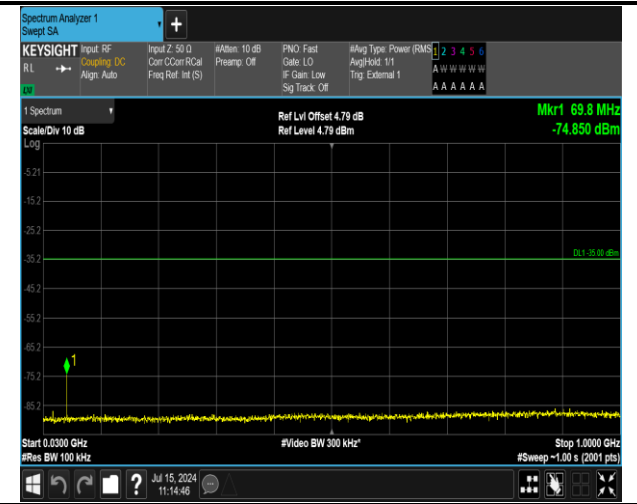 Spectrum Analyzer 1
Swept SA
+
KEYSIGHT Input: RF Input Z: 50 Ω #Atten: 10 dB PNO: Fast #Avg Type: Power (RMS 1 2 3 4 5 6
RL Coupling: DC Corr CCorr RCal Preamp: Off Gate: LO Avg|Hold: 1/1 A W W W W W
Align: Auto Freq Ref: Int (S) IF Gain: Low Trig: External 1
LXI Sig Track: Off A A A A A A
1 Spectrum Ref Lvl Offset 4.79 dB Mkr1 69.8 MHz
Scale/Div 10 dB Ref Level 4.79 dBm -74.850 dBm
Log
-5.21
-15.2
-25.2
DL1 -35.00 dBm
-35.2
-45.2
-55.2
-65.2
1
-75.2
-85.2
Start 0.0300 GHz #Video BW 300 kHz* Stop 1.0000 GHz
#Res BW 100 kHz #Sweep ~1.00 s (2001 pts)
? Jul 15, 2024
11:14:46